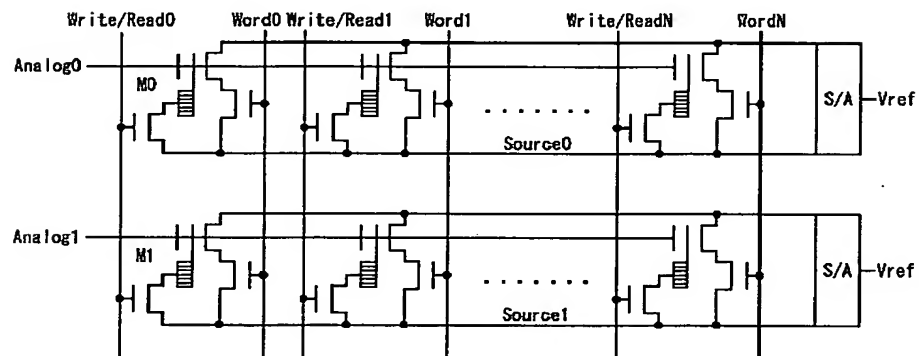 Write/Read0 Word0 Write/Read1 Word1 Write/ReadN WordN
Analog0
M0
S/A Vref
Source0
Analog1
M1
S/A Vref
Source1